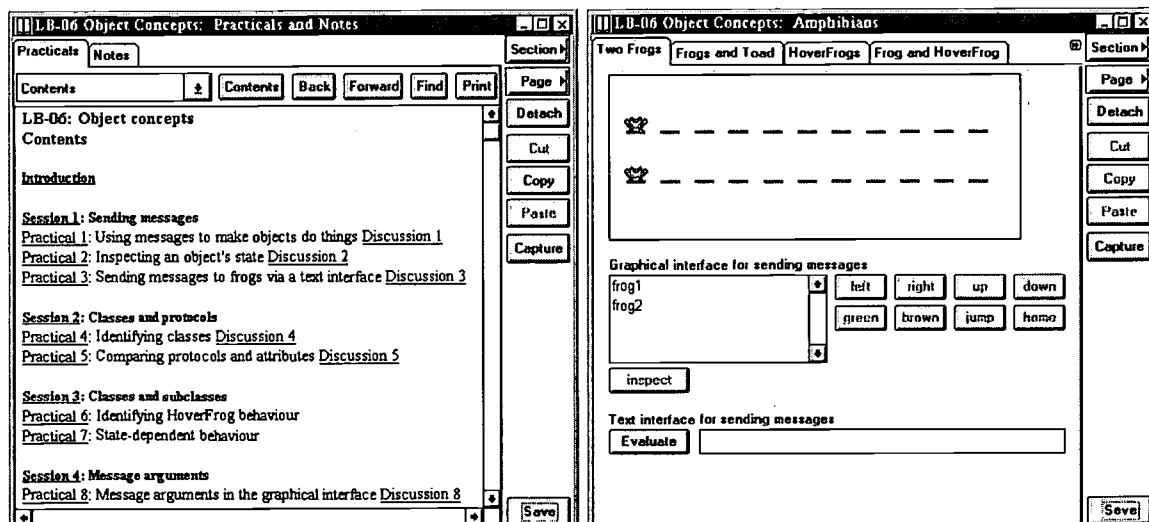 LB-06 Object Concepts: Practicals and Notes
Practicals
Notes
Contents
Contents
Back
Forward
Find
Print
LB-06: Object concepts
Contents
Introduction
Session 1: Sending messages
Practical 1: Using messages to make objects do things Discussion 1
Practical 2: Inspecting an object's state Discussion 2
Practical 3: Sending messages to frogs via a text interface Discussion 3
Session 2: Classes and protocols
Practical 4: Identifying classes Discussion 4
Practical 5: Comparing protocols and attributes Discussion 5
Session 3: Classes and subclasses
Practical 6: Identifying HoverFrog behaviour
Practical 7: State-dependent behaviour
Session 4: Message arguments
Practical 8: Message arguments in the graphical interface Discussion 8
Section
Page
Detach
Cut
Copy
Paste
Capture
Save
LB-06 Object Concepts: Amphibians
Two Frogs
Frogs and Toad
HoverFrogs
Frog and HoverFrog
Graphical interface for sending messages
frog1
frog2
left
right
up
down
green
brown
jump
home
inspect
Text interface for sending messages
Evaluate
Section
Page
Detach
Cut
Copy
Paste
Capture
Save